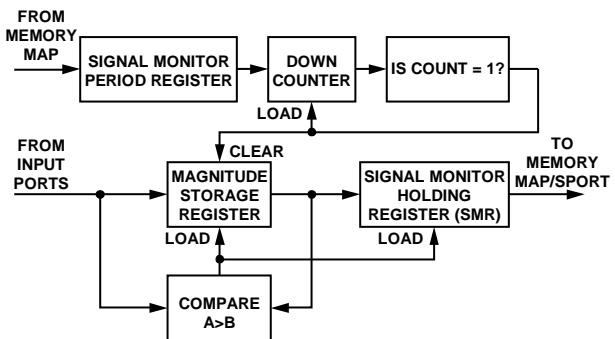 FROM
MEMORY
MAP
SIGNAL MONITOR
PERIOD REGISTER
DOWN
COUNTER
IS COUNT = 1?
LOAD
FROM
INPUT
PORTS
CLEAR
MAGNITUDE
STORAGE
REGISTER
SIGNAL MONITOR
HOLDING
REGISTER (SMR)
TO
MEMORY
MAP/SPORT
LOAD
LOAD
COMPARE
A>B